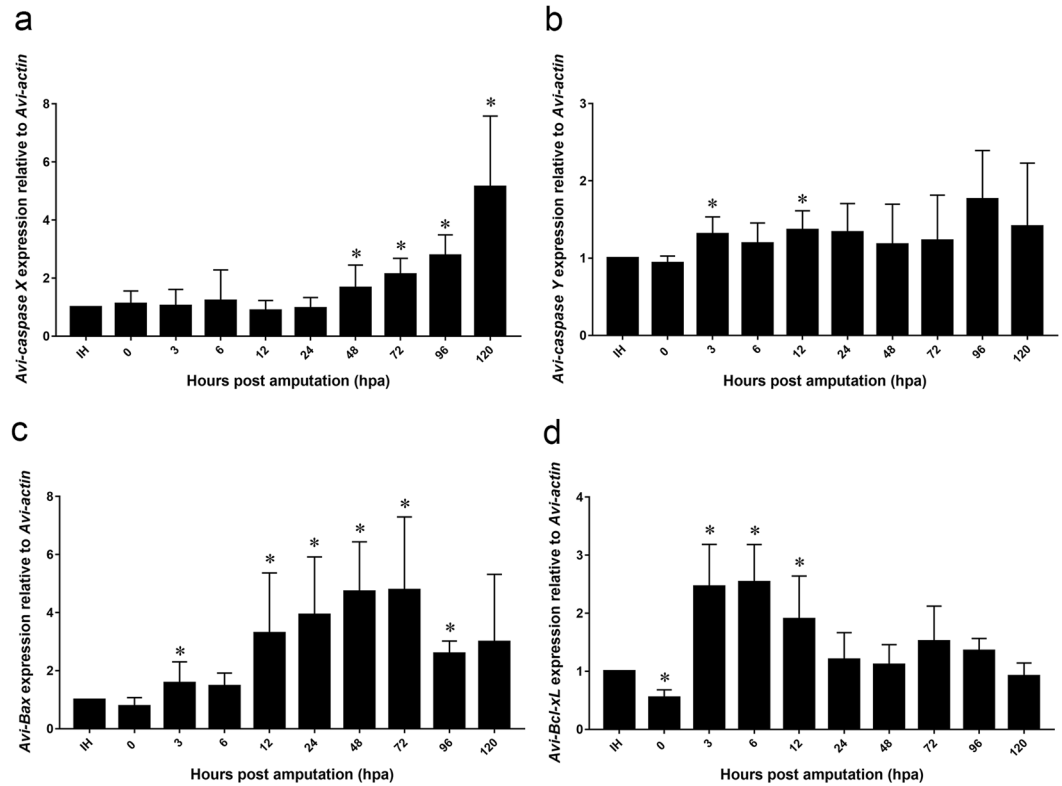 a
Avi-caspase X expression relative to Avi-actin
8
6
4
2
0
*
*
*
*
IH 0 3 6 12 24 48 72 96 120
Hours post amputation (hpa)
b
Avi-caspase Y expression relative to Avi-actin
3
2
1
0
* *
IH 0 3 6 12 24 48 72 96 120
Hours post amputation (hpa)
c
Avi-Bax expression relative to Avi-actin
8
6
4
2
0
* * * * * *
IH 0 3 6 12 24 48 72 96 120
Hours post amputation (hpa)
d
Avi-Bcl-xL expression relative to Avi-actin
4
3
2
1
0
* * * *
IH 0 3 6 12 24 48 72 96 120
Hours post amputation (hpa)